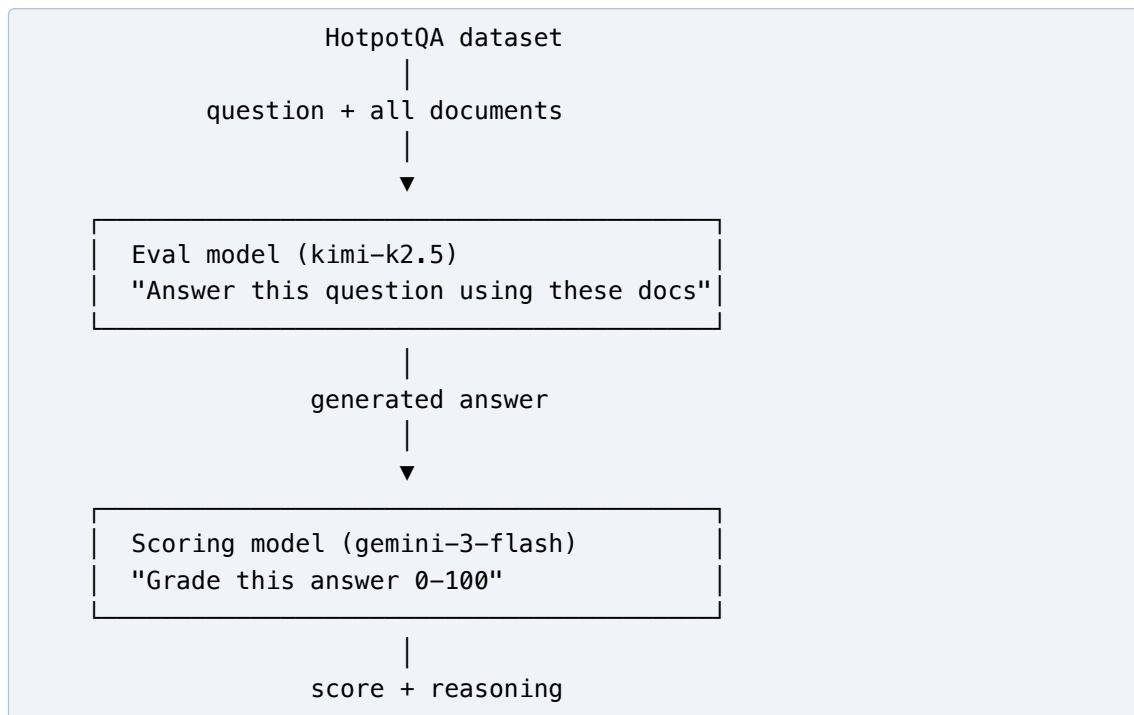 HotpotQA dataset
question + all documents
Eval model (kimi-k2.5)
"Answer this question using these docs"
generated answer
Scoring model (gemini-3-flash)
"Grade this answer 0-100"
score + reasoning